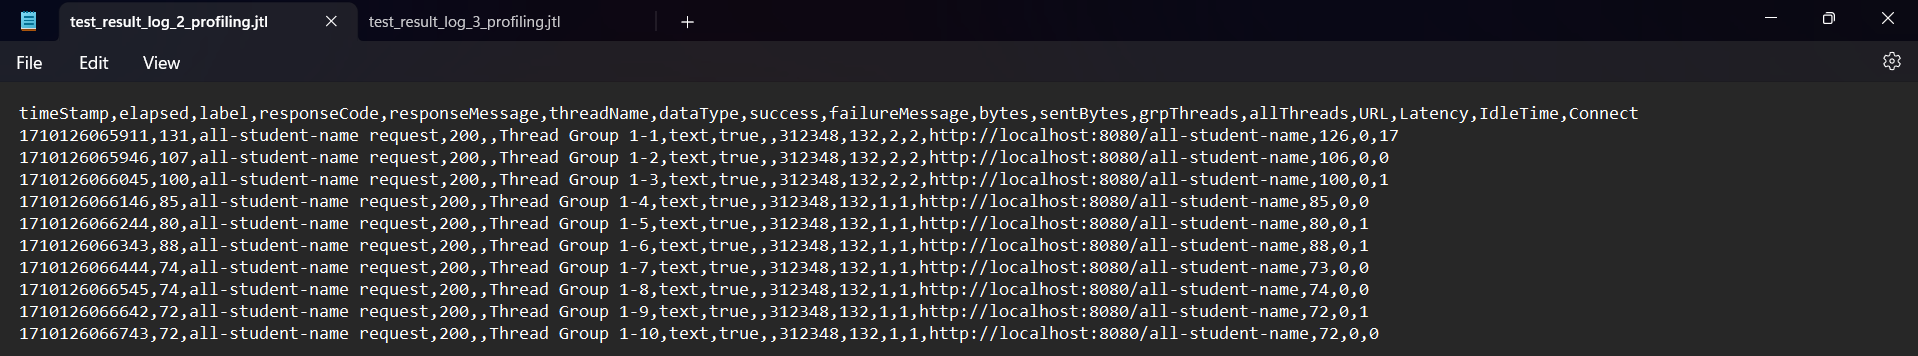 test_result_log_2_profiling.jtl test_result_log_3_profiling.jtl
File Edit View
timeStamp,elapsed,label,responseCode,responseMessage,threadName,dataType,success,failureMessage,bytes,sentBytes,grpThreads,allThreads,URL,Latency,IdleTime,Connect
1710126065911,131,all-student-name request,200,,Thread Group 1-1,text,true,,312348,132,2,2,http://localhost:8080/all-student-name,126,0,17
1710126065946,107,all-student-name request,200,,Thread Group 1-2,text,true,,312348,132,2,2,http://localhost:8080/all-student-name,106,0,0
1710126066045,100,all-student-name request,200,,Thread Group 1-3,text,true,,312348,132,2,2,http://localhost:8080/all-student-name,100,0,1
1710126066146,85,all-student-name request,200,,Thread Group 1-4,text,true,,312348,132,1,1,http://localhost:8080/all-student-name,85,0,0
1710126066244,80,all-student-name request,200,,Thread Group 1-5,text,true,,312348,132,1,1,http://localhost:8080/all-student-name,80,0,1
1710126066343,88,all-student-name request,200,,Thread Group 1-6,text,true,,312348,132,1,1,http://localhost:8080/all-student-name,88,0,1
1710126066444,74,all-student-name request,200,,Thread Group 1-7,text,true,,312348,132,1,1,http://localhost:8080/all-student-name,73,0,0
1710126066545,74,all-student-name request,200,,Thread Group 1-8,text,true,,312348,132,1,1,http://localhost:8080/all-student-name,74,0,0
1710126066642,72,all-student-name request,200,,Thread Group 1-9,text,true,,312348,132,1,1,http://localhost:8080/all-student-name,72,0,1
1710126066743,72,all-student-name request,200,,Thread Group 1-10,text,true,,312348,132,1,1,http://localhost:8080/all-student-name,72,0,0